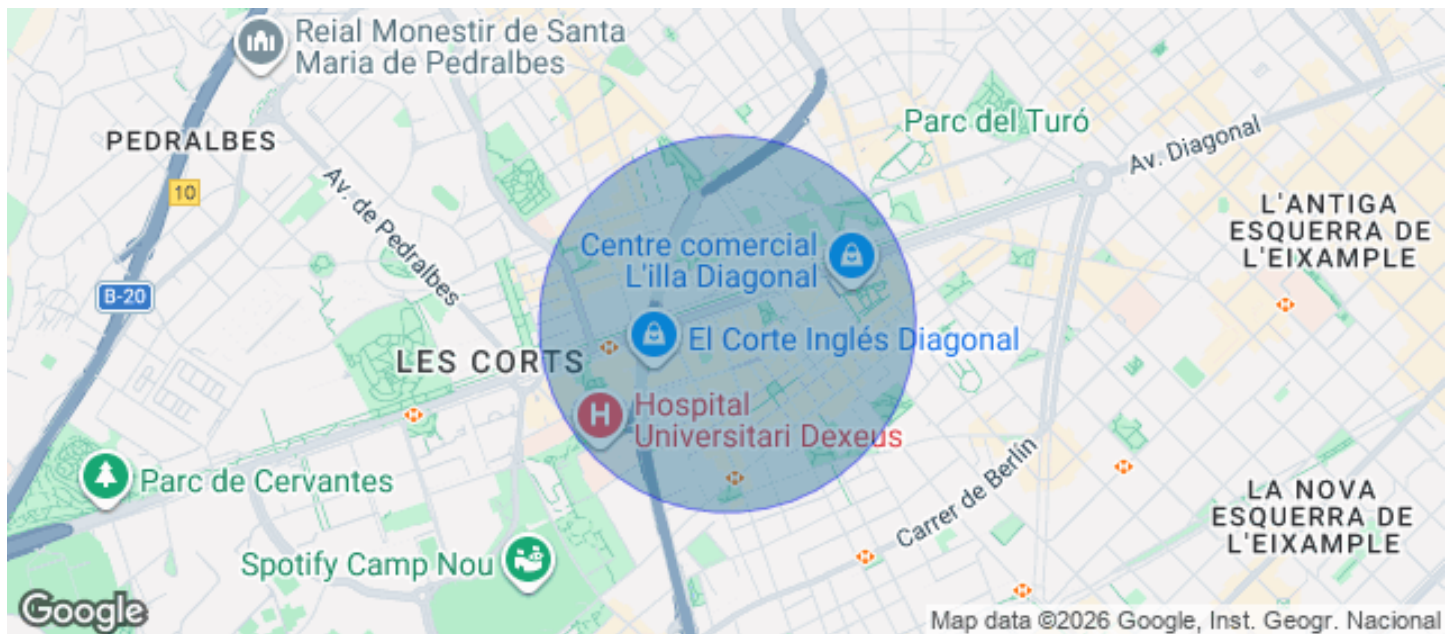 Reial Monestir de Santa
Maria de Pedralbes
PEDRALBES
10
Av. de Pedralbes
B-20
Parc del Turó
Av. Diagonal
L'ANTIGA
ESQUERRA DE
L'EIXAMPLE
Centre comercial
L'illa Diagonal
El Corte Inglés Diagonal
LES CORTS
H
Hospital
Universitari Dexeus
Parc de Cervantes
Carrer de Berlín
LA NOVA
ESQUERRA DE
L'EIXAMPLE
Spotify Camp Nou
Google
Map data ©2026 Google, Inst. Geogr. Nacional